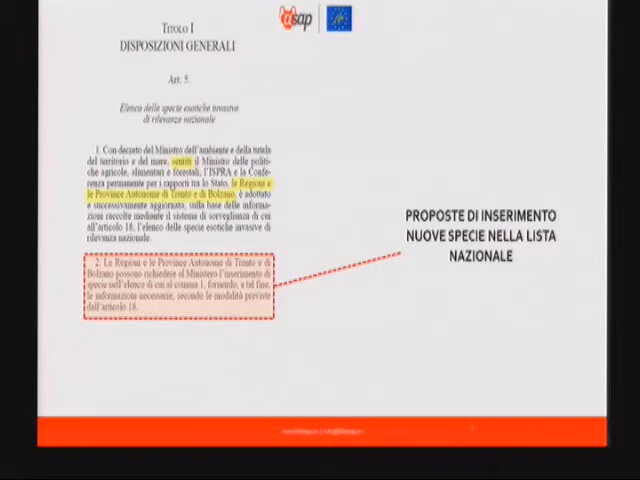 asap
TITOLO I
DISPOSIZIONI GENERALI
Art. 5.
Elenco delle specie esotiche invasive
di rilevanza nazionale
1. Con decreto del Ministro dell'ambiente e della tutela
del territorio e del mare, sentiti il Ministro delle politi-
che agricole, alimentari e forestali, l'ISPRA e la Confe-
renza permanente per i rapporti tra lo Stato, le Regioni e
le Province Autonome di Trento e di Bolzano, è adottato
e successivamente aggiornato, sulla base delle informa-
zioni raccolte mediante il sistema di sorveglianza di cui
all'articolo 18, l'elenco delle specie esotiche invasive di
rilevanza nazionale.
2. Le Regioni e le Province Autonome di Trento e di
Bolzano possono richiedere al Ministero l'inserimento di
specie nell'elenco di cui al comma 1, fornendo, a tal fine,
le informazioni necessarie, secondo le modalità previste
dall'articolo 18.
PROPOSTE DI INSERIMENTO
NUOVE SPECIE NELLA LISTA
NAZIONALE